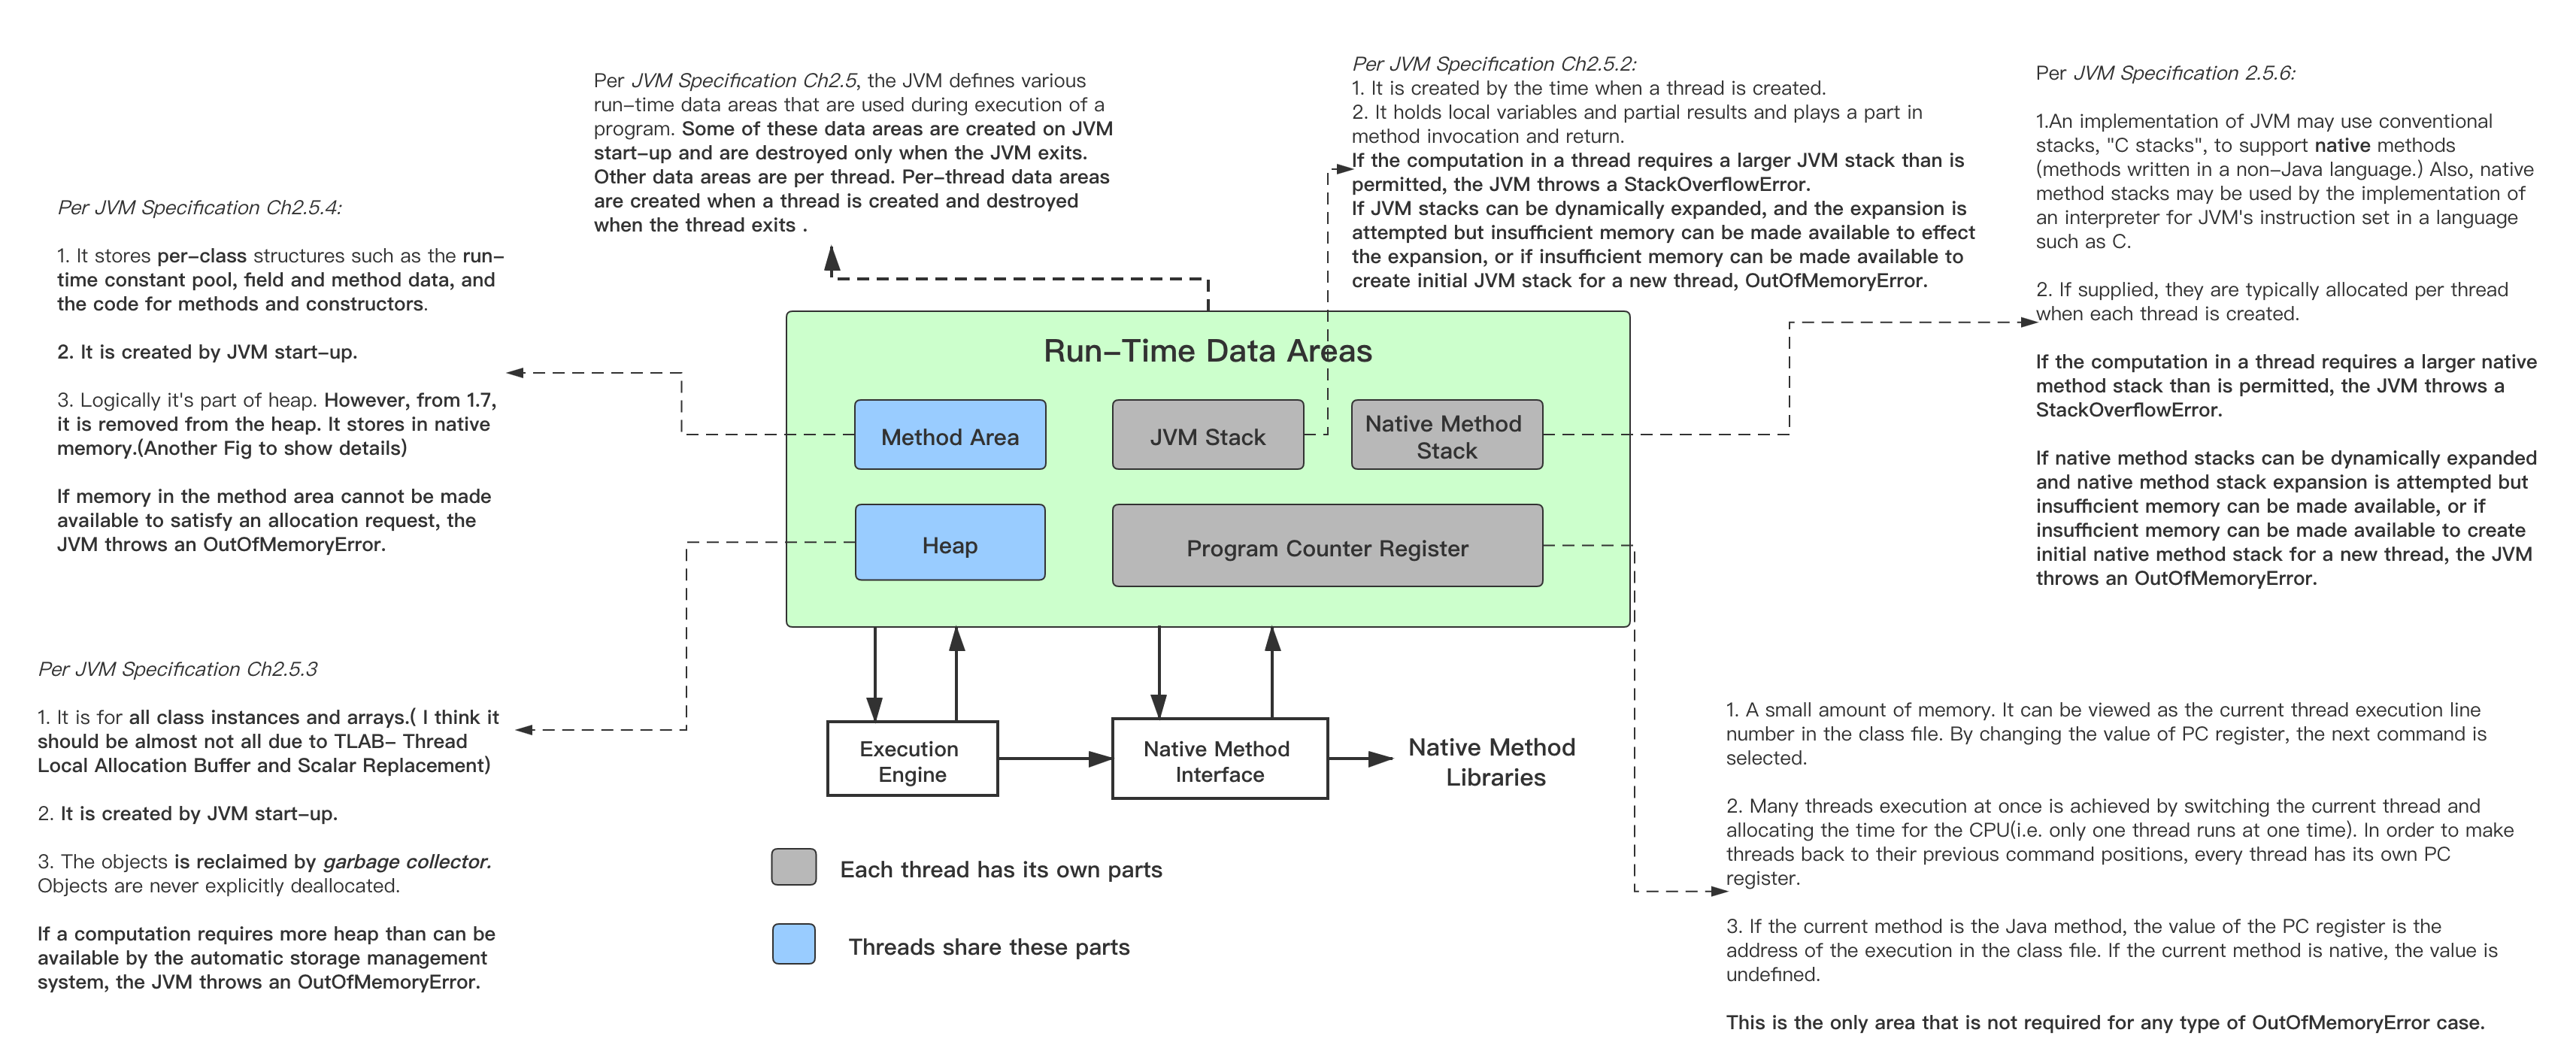 Per JVM Specification Ch2.5, the JVM defines various
run-time data areas that are used during execution of a
program. Some of these data areas are created on JVM
start-up and are destroyed only when the JVM exits.
Other data areas are per thread. Per-thread data areas
are created when a thread is created and destroyed
when the thread exits .
Per JVM Specification Ch2.5.2:
1. It is created by the time when a thread is created.
2. It holds local variables and partial results and plays a part in
method invocation and return.
If the computation in a thread requires a larger JVM stack than is
permitted, the JVM throws a StackOverflowError.
If JVM stacks can be dynamically expanded, and the expansion is
attempted but insufficient memory can be made available to effect
the expansion, or if insufficient memory can be made available to
create initial JVM stack for a new thread, OutOfMemoryError.
Per JVM Specification 2.5.6:
1.An implementation of JVM may use conventional
stacks, "C stacks", to support native methods
(methods written in a non-Java language.) Also, native
method stacks may be used by the implementation of
an interpreter for JVM's instruction set in a language
such as C.
2. If supplied, they are typically allocated per thread
when each thread is created.
If the computation in a thread requires a larger native
method stack than is permitted, the JVM throws a
StackOverflowError.
If native method stacks can be dynamically expanded
and native method stack expansion is attempted but
insufficient memory can be made available, or if
insufficient memory can be made available to create
initial native method stack for a new thread, the JVM
throws an OutOfMemoryError.
Per JVM Specification Ch2.5.4:
1. It stores per-class structures such as the run-
time constant pool, field and method data, and
the code for methods and constructors.
2. It is created by JVM start-up.
3. Logically it's part of heap. However, from 1.7,
it is removed from the heap. It stores in native
memory.(Another Fig to show details)
If memory in the method area cannot be made
available to satisfy an allocation request, the
JVM throws an OutOfMemoryError.
Run-Time Data Areas
Method Area
JVM Stack
Native Method
Stack
Heap
Program Counter Register
Per JVM Specification Ch2.5.3
1. It is for all class instances and arrays.( I think it
should be almost not all due to TLAB- Thread
Local Allocation Buffer and Scalar Replacement)
2. It is created by JVM start-up.
3. The objects is reclaimed by garbage collector.
Objects are never explicitly deallocated.
If a computation requires more heap than can be
available by the automatic storage management
system, the JVM throws an OutOfMemoryError.
Execution
Engine
Native Method
Interface
Native Method
Libraries
Each thread has its own parts
Threads share these parts
1. A small amount of memory. It can be viewed as the current thread execution line
number in the class file. By changing the value of PC register, the next command is
selected.
2. Many threads execution at once is achieved by switching the current thread and
allocating the time for the CPU(i.e. only one thread runs at one time). In order to make
threads back to their previous command positions, every thread has its own PC
register.
3. If the current method is the Java method, the value of the PC register is the
address of the execution in the class file. If the current method is native, the value is
undefined.
This is the only area that is not required for any type of OutOfMemoryError case.